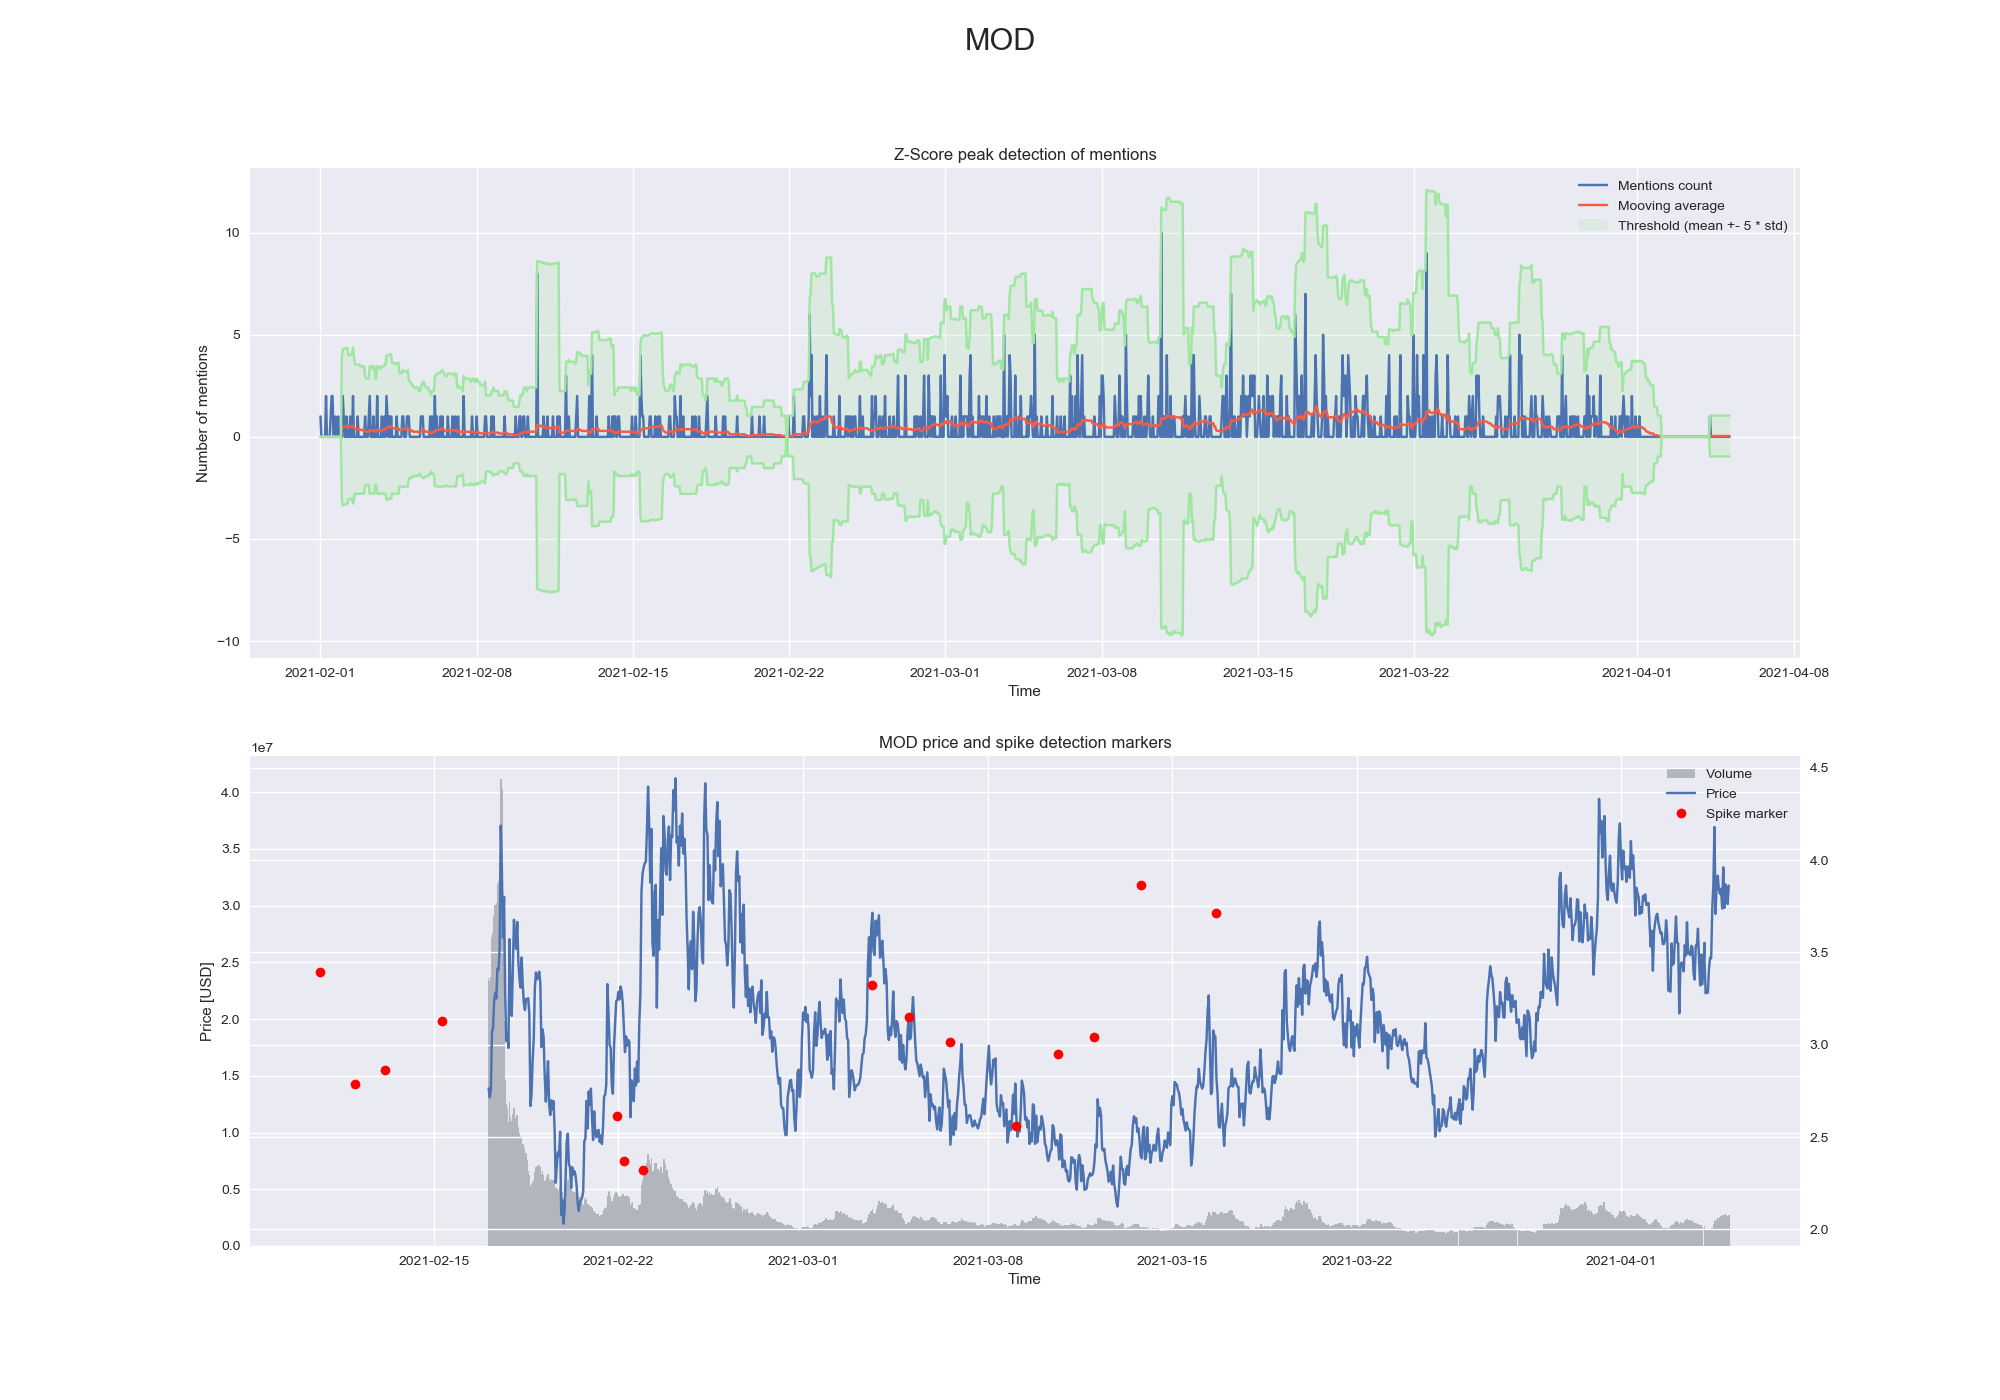 MOD
Z-Score peak detection of mentions
Mentions count
Mooving average
Threshold (mean +- 5 * std)
Number of mentions
10
5
0
−5
−10
2021-02-01 2021-02-08 2021-02-15 2021-02-22 2021-03-01 2021-03-08 2021-03-15 2021-03-22 2021-04-01 2021-04-08
Time
MOD price and spike detection markers
1e7
Volume
Price
Spike marker
Price [USD]
4.0
3.5
3.0
2.5
2.0
1.5
1.0
0.5
0.0
4.5
4.0
3.5
3.0
2.5
2.0
2021-02-15 2021-02-22 2021-03-01 2021-03-08 2021-03-15 2021-03-22 2021-04-01
Time